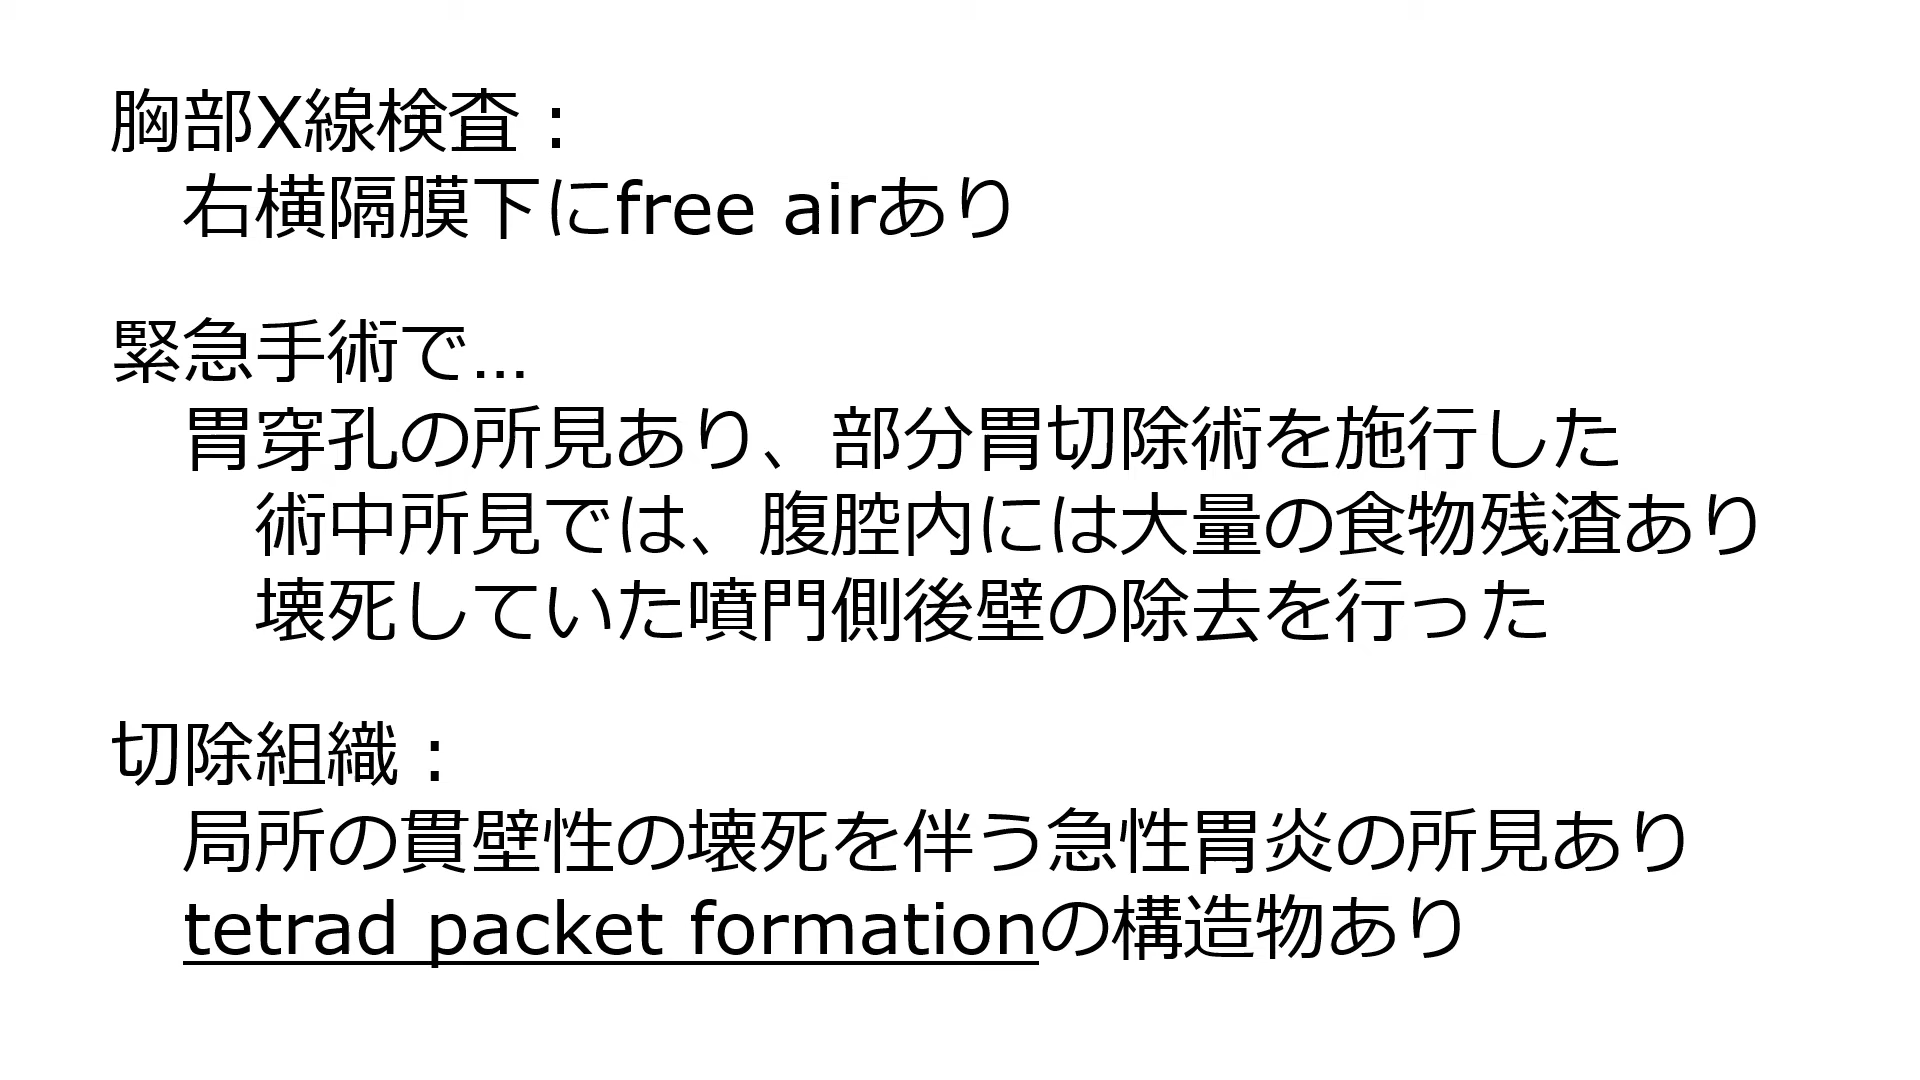 胸部X線検査：
右横隔膜下にfree airあり
緊急手術で…
胃穿孔の所見あり、部分胃切除術を施行した
術中所見では、腹腔内には大量の食物残渣あり
壊死していた噴門側後壁の除去を行った
切除組織：
局所の貫壁性の壊死を伴う急性胃炎の所見あり
tetrad packet formationの構造物あり